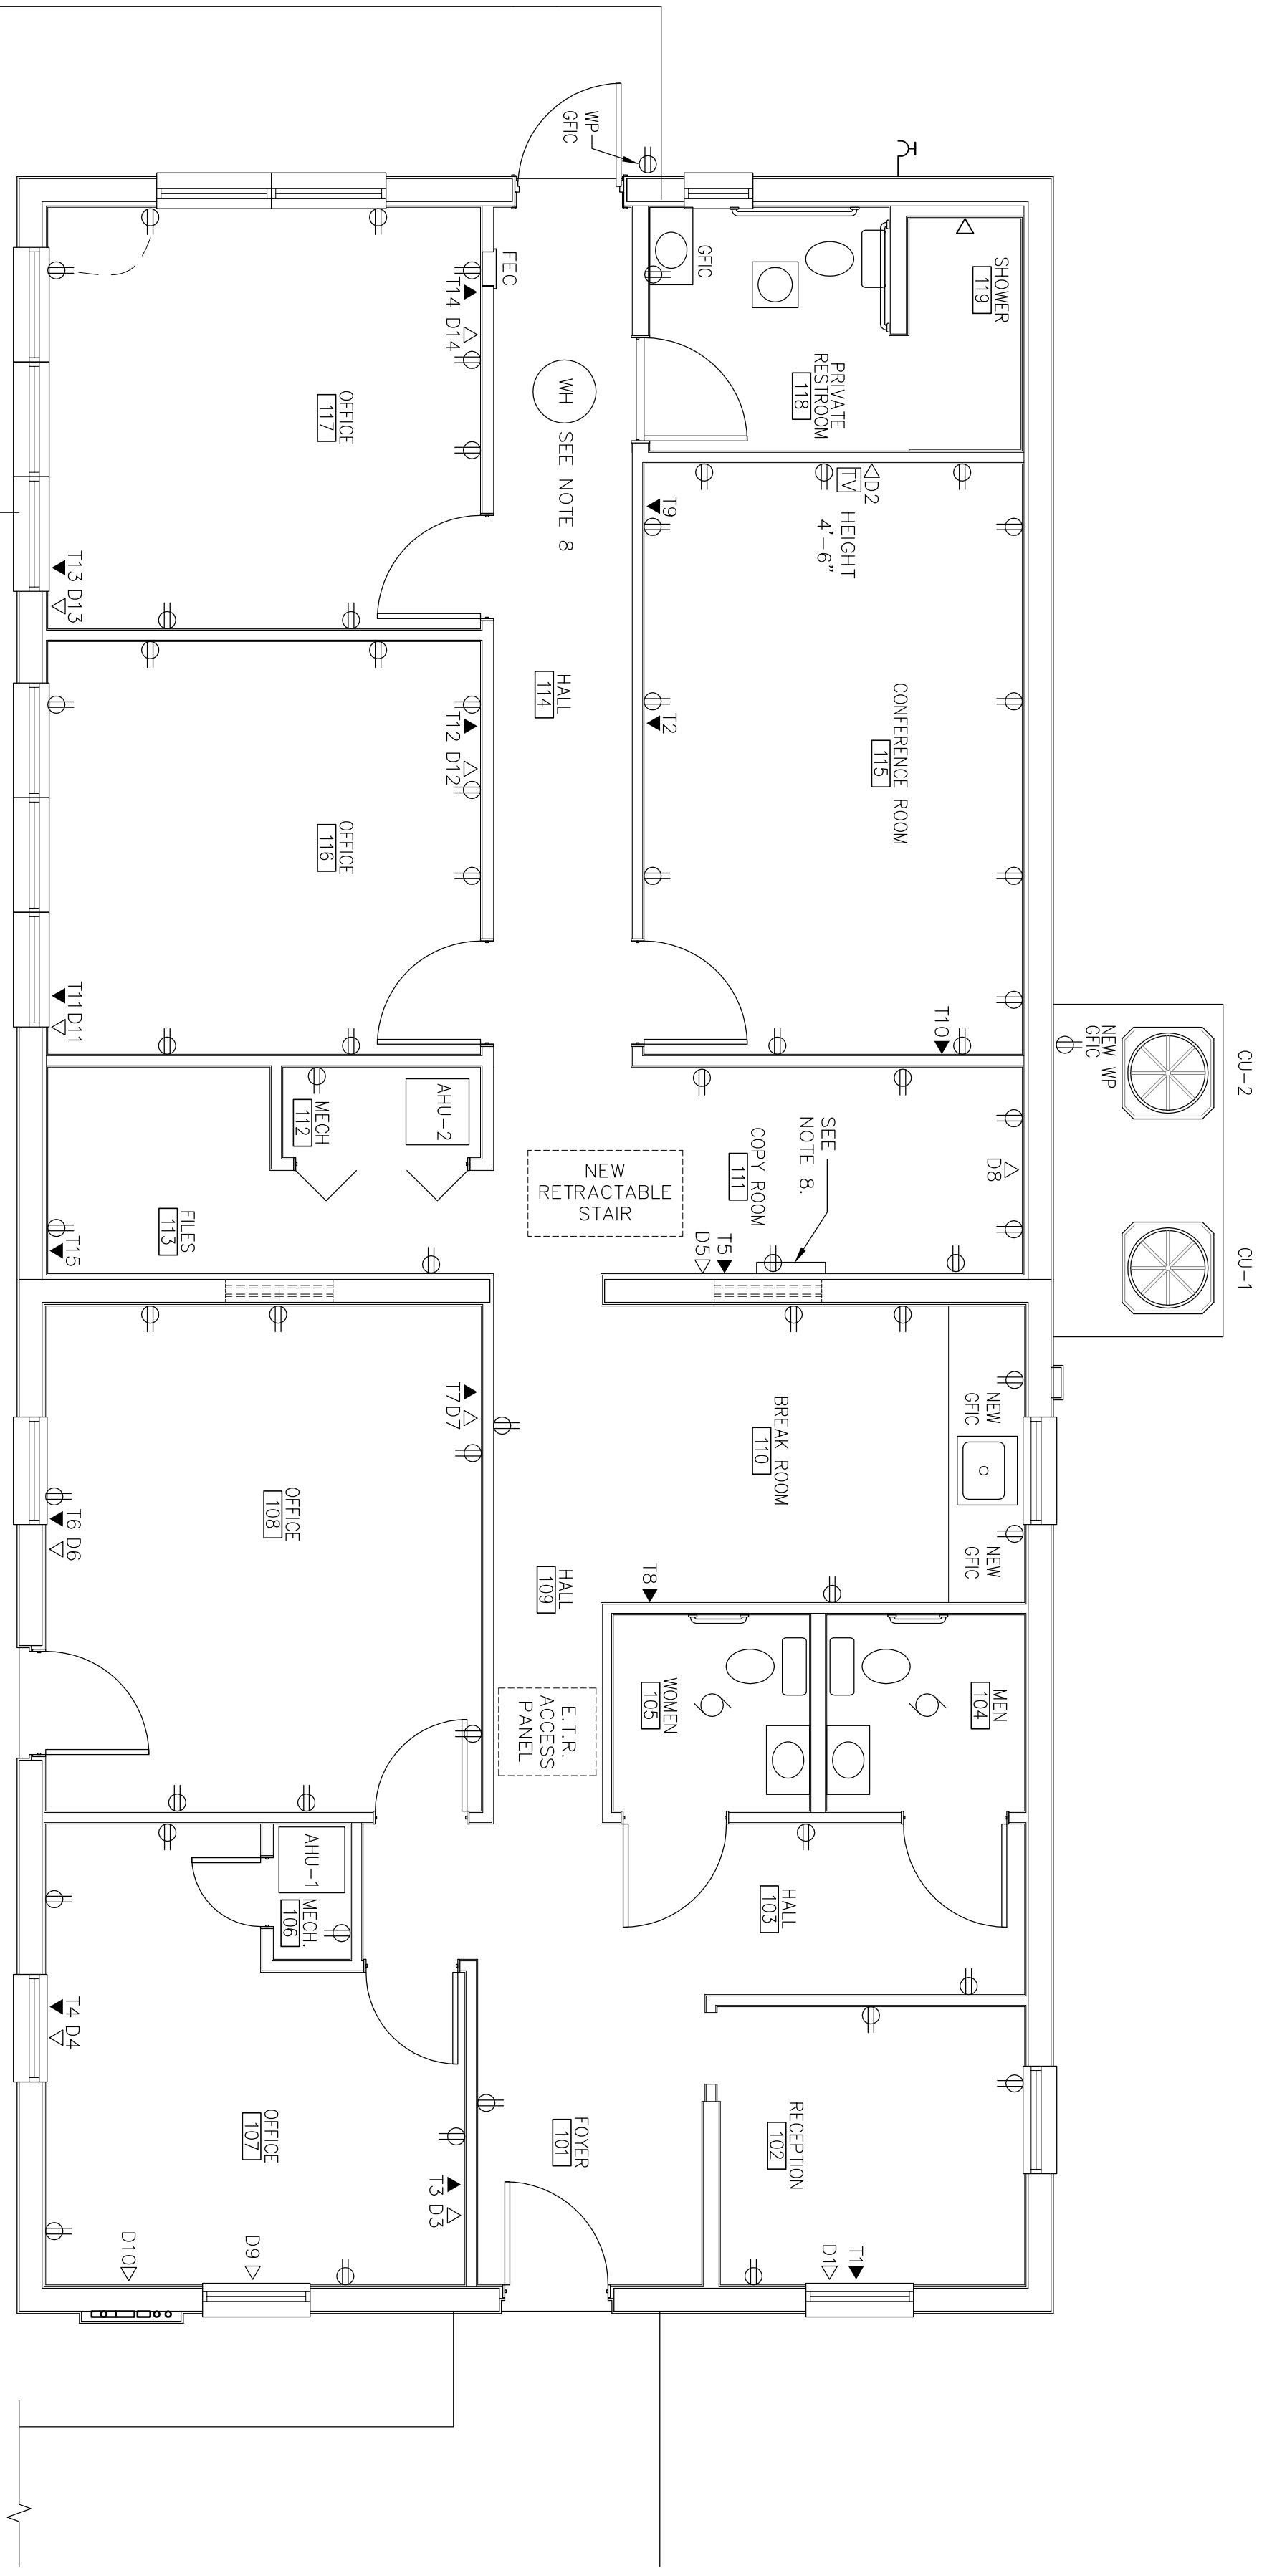 CU-2
CU-1
NEW WP
GFIC
WP
GFIC
SHOWER
119
GFIC
PRIVATE
RESTROOM
118
D2
TV
HEIGHT
4'-6"
T9
T2
CONFERENCE ROOM
115
T10
D8
SEE
NOTE 8.
COPY ROOM
111
T5
D5
NEW
GFIC
NEW
GFIC
BREAK ROOM
110
T8
MEN
104
WOMEN
105
HALL
103
RECEPTION
102
T1
D1
FEC
WH
SEE NOTE 8
HALL
114
NEW
RETRACTABLE
STAIR
HALL
109
E.T.R.
ACCESS
PANEL
FOYER
101
T14 D14
OFFICE
117
T13 D13
T12 D12
OFFICE
116
T11 D11
AHU-2
MECH
112
FILES
113
T15
T7 D7
OFFICE
108
T6 D6
AHU-1
MECH.
106
T3 D3
OFFICE
107
T4 D4
D9
D10